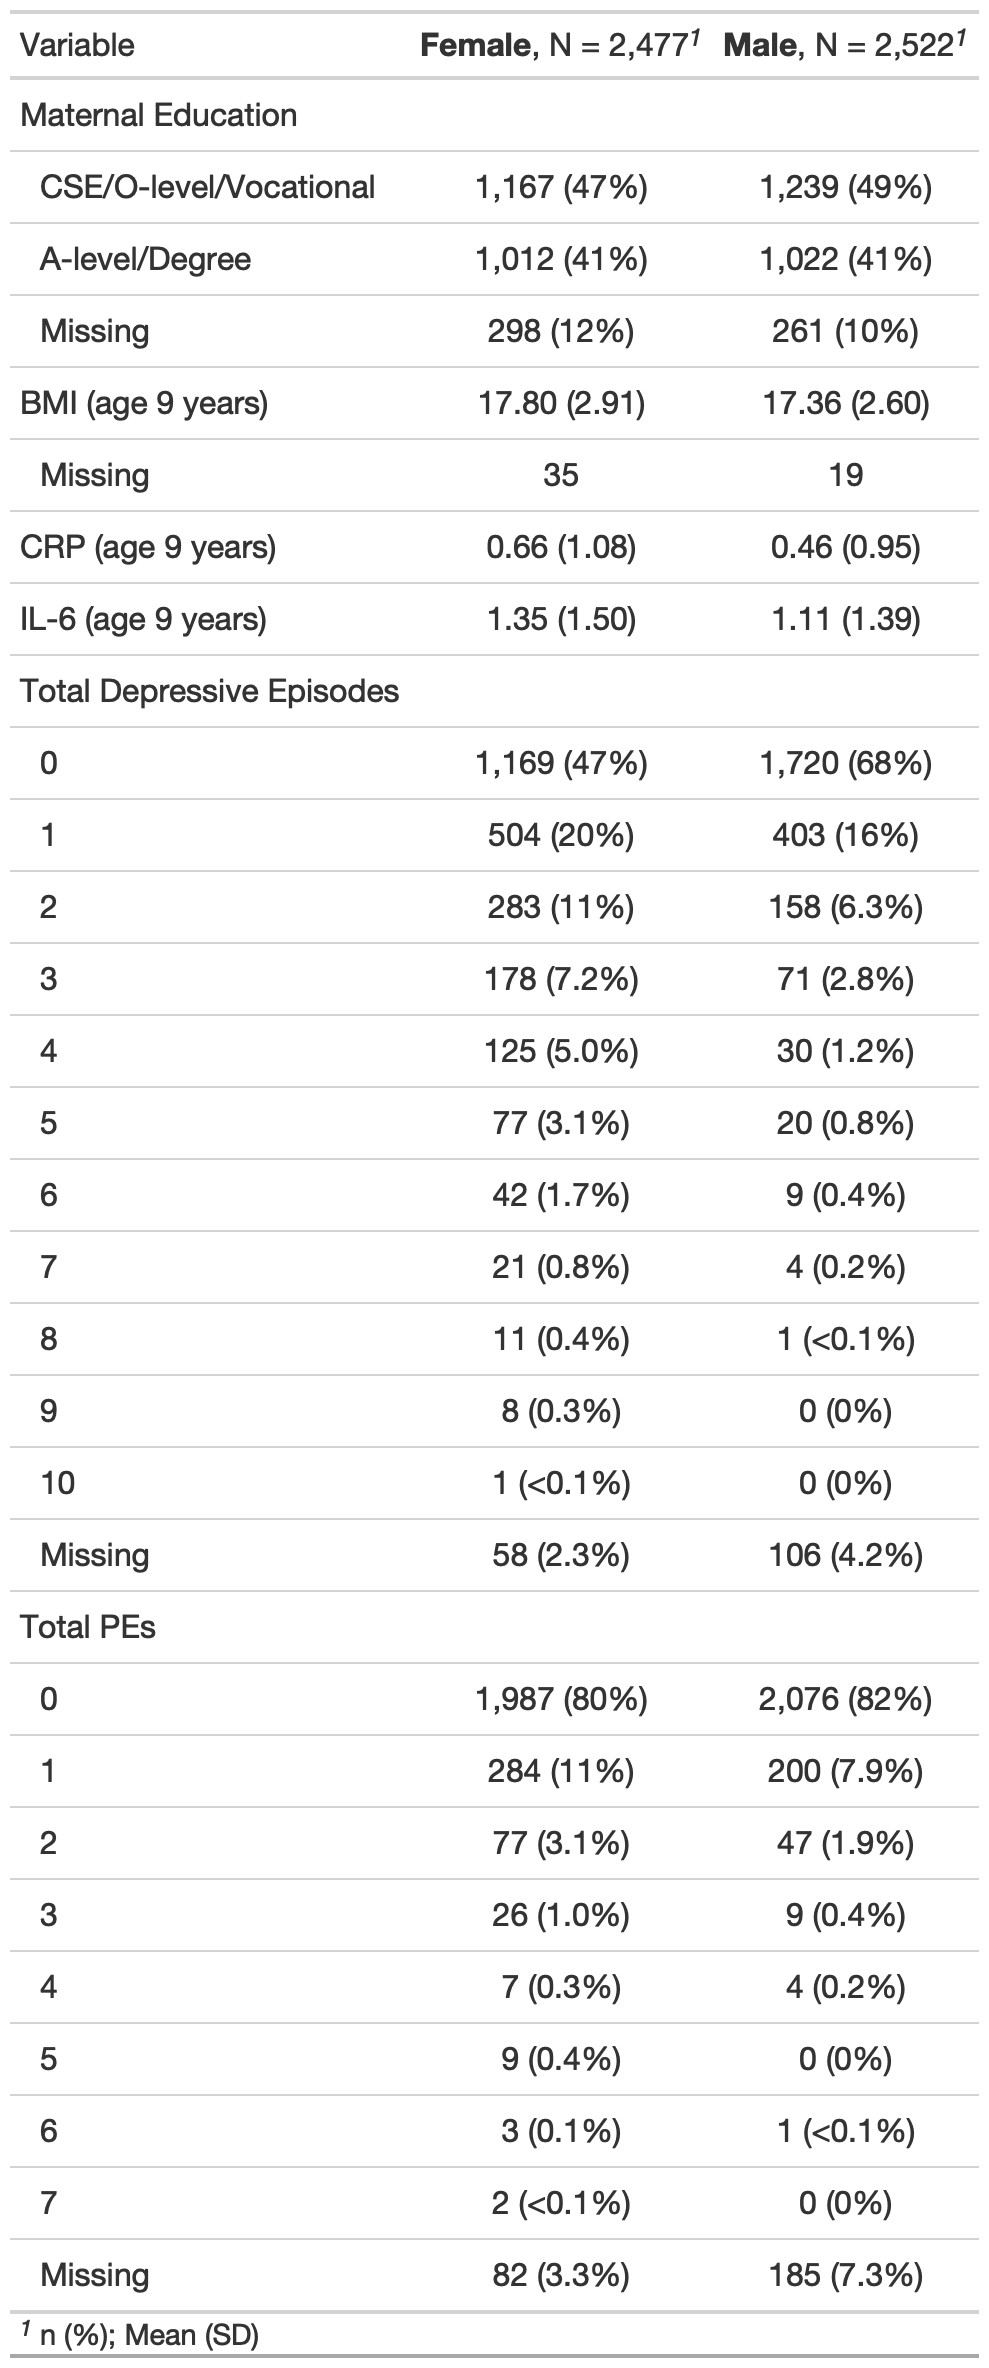 Variable Female, N = 2,477¹ Male, N = 2,522¹
Maternal Education
CSE/O-level/Vocational 1,167 (47%) 1,239 (49%)
A-level/Degree 1,012 (41%) 1,022 (41%)
Missing 298 (12%) 261 (10%)
BMI (age 9 years) 17.80 (2.91) 17.36 (2.60)
Missing 35 19
CRP (age 9 years) 0.66 (1.08) 0.46 (0.95)
IL-6 (age 9 years) 1.35 (1.50) 1.11 (1.39)
Total Depressive Episodes
0 1,169 (47%) 1,720 (68%)
1 504 (20%) 403 (16%)
2 283 (11%) 158 (6.3%)
3 178 (7.2%) 71 (2.8%)
4 125 (5.0%) 30 (1.2%)
5 77 (3.1%) 20 (0.8%)
6 42 (1.7%) 9 (0.4%)
7 21 (0.8%) 4 (0.2%)
8 11 (0.4%) 1 (<0.1%)
9 8 (0.3%) 0 (0%)
10 1 (<0.1%) 0 (0%)
Missing 58 (2.3%) 106 (4.2%)
Total PEs
0 1,987 (80%) 2,076 (82%)
1 284 (11%) 200 (7.9%)
2 77 (3.1%) 47 (1.9%)
3 26 (1.0%) 9 (0.4%)
4 7 (0.3%) 4 (0.2%)
5 9 (0.4%) 0 (0%)
6 3 (0.1%) 1 (<0.1%)
7 2 (<0.1%) 0 (0%)
Missing 82 (3.3%) 185 (7.3%)
¹ n (%); Mean (SD)